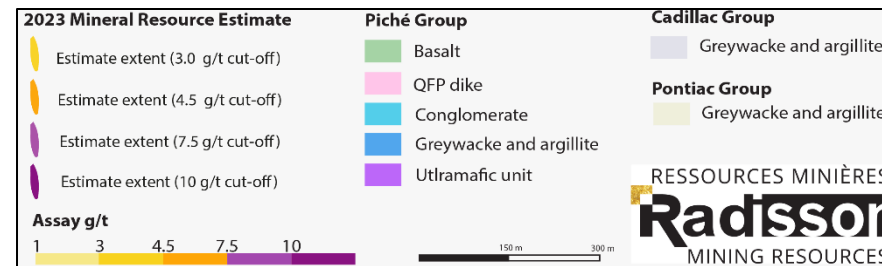 2023 Mineral Resource Estimate
Estimate extent (3.0 g/t cut-off)
Estimate extent (4.5 g/t cut-off)
Estimate extent (7.5 g/t cut-off)
Estimate extent (10 g/t cut-off)
Assay g/t
1 3 4.5 7.5 10
Piché Group
Basalt
QFP dike
Conglomerate
Greywacke and argillite
Utlramafic unit
150 m 300 m
Cadillac Group
Greywacke and argillite
Pontiac Group
Greywacke and argillite
RESSOURCES MINIÈRES
Radisson
MINING RESOURCES